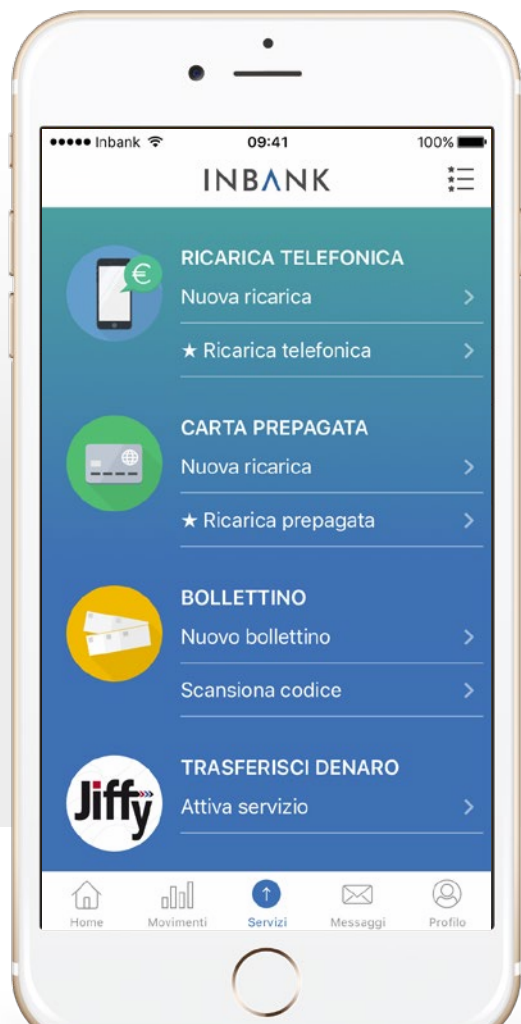 Inbank 09:41 100%
INBANK
RICARICA TELEFONICA
Nuova ricarica
★ Ricarica telefonica
CARTA PREPAGATA
Nuova ricarica
★ Ricarica prepagata
BOLLETTINO
Nuovo bollettino
Scansiona codice
Jiffy
TRASFERISCI DENARO
Attiva servizio
Home Movimenti Servizi Messaggi Profilo